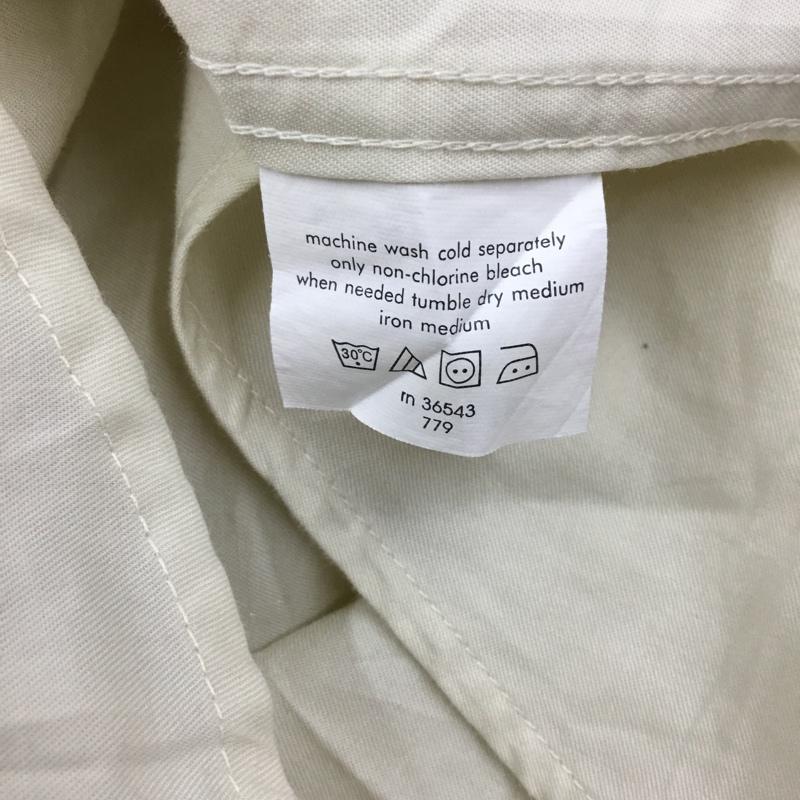 machine wash cold separately
only non-chlorine bleach
when needed tumble dry medium
iron medium
30°C
rn 36543
779